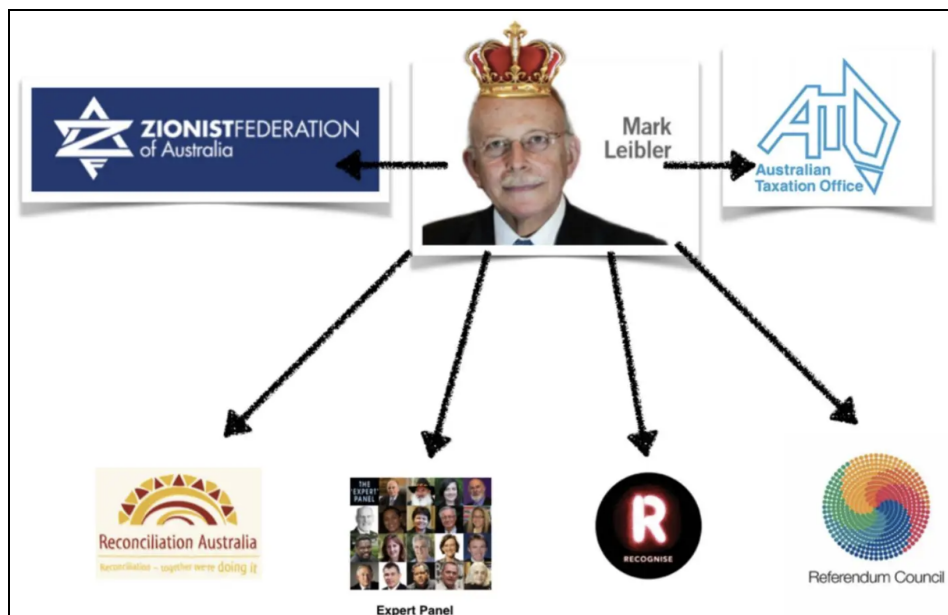 ZIONISTFEDERATION
of Australia
Mark
Leibler
ATO
Australian
Taxation Office
Reconciliation Australia
Reconciliation – together we're doing it
THE
"EXPERT"
PANEL
Expert Panel
R
RECOGNISE
Referendum Council